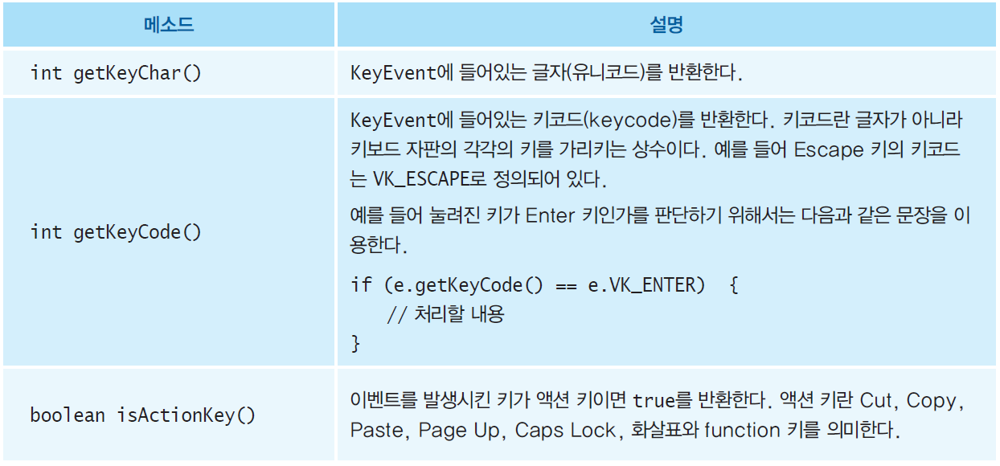 메소드 설명
int getKeyChar() KeyEvent에 들어있는 글자(유니코드)를 반환한다.
int getKeyCode()
KeyEvent에 들어있는 키코드(keycode)를 반환한다. 키코드란 글자가 아니라
키보드 자판의 각각의 키를 가리키는 상수이다. 예를 들어 Escape 키의 키코드
는 VK_ESCAPE로 정의되어 있다.
예를 들어 눌려진 키가 Enter 키인가를 판단하기 위해서는 다음과 같은 문장을 이
용한다.
if (e.getKeyCode() == e.VK_ENTER) {
// 처리할 내용
}
boolean isActionKey()
이벤트를 발생시킨 키가 액션 키이면 true를 반환한다. 액션 키란 Cut, Copy,
Paste, Page Up, Caps Lock, 화살표와 function 키를 의미한다.